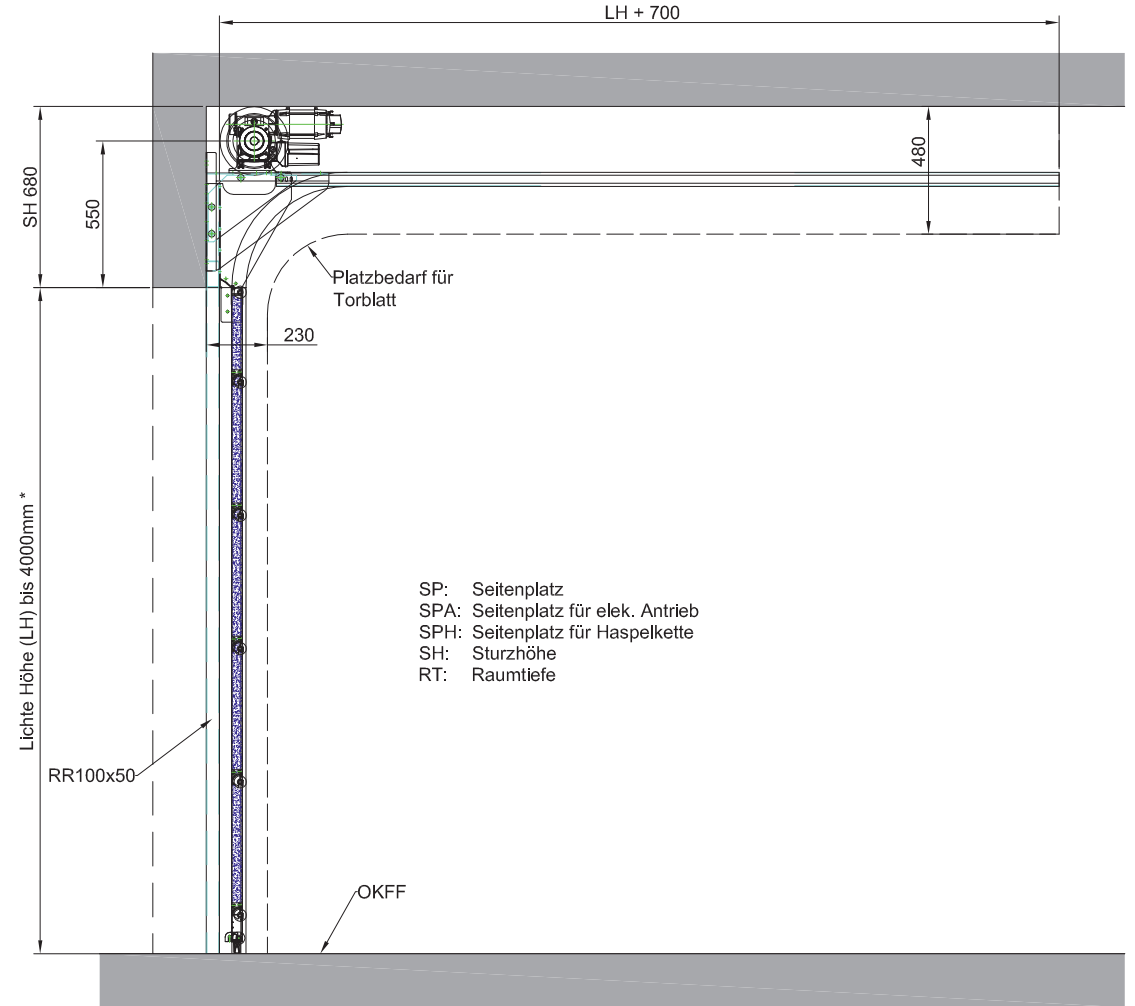 LH + 700
480
SH 680
550
Platzbedarf für
Torblatt
230
Lichte Höhe (LH) bis 4000mm *
SP: Seitenplatz
SPA: Seitenplatz für elek. Antrieb
SPH: Seitenplatz für Haspelkette
SH: Sturzhöhe
RT: Raumtiefe
RR100x50
OKFF